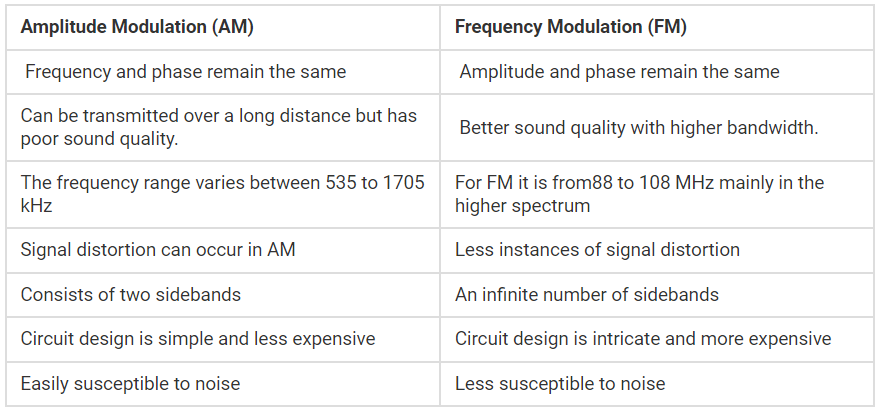 Amplitude Modulation (AM)
Frequency Modulation (FM)
Frequency and phase remain the same
Amplitude and phase remain the same
Can be transmitted over a long distance but has
poor sound quality.
Better sound quality with higher bandwidth.
The frequency range varies between 535 to 1705
kHz
For FM it is from88 to 108 MHz mainly in the
higher spectrum
Signal distortion can occur in AM
Less instances of signal distortion
Consists of two sidebands
An infinite number of sidebands
Circuit design is simple and less expensive
Circuit design is intricate and more expensive
Easily susceptible to noise
Less susceptible to noise